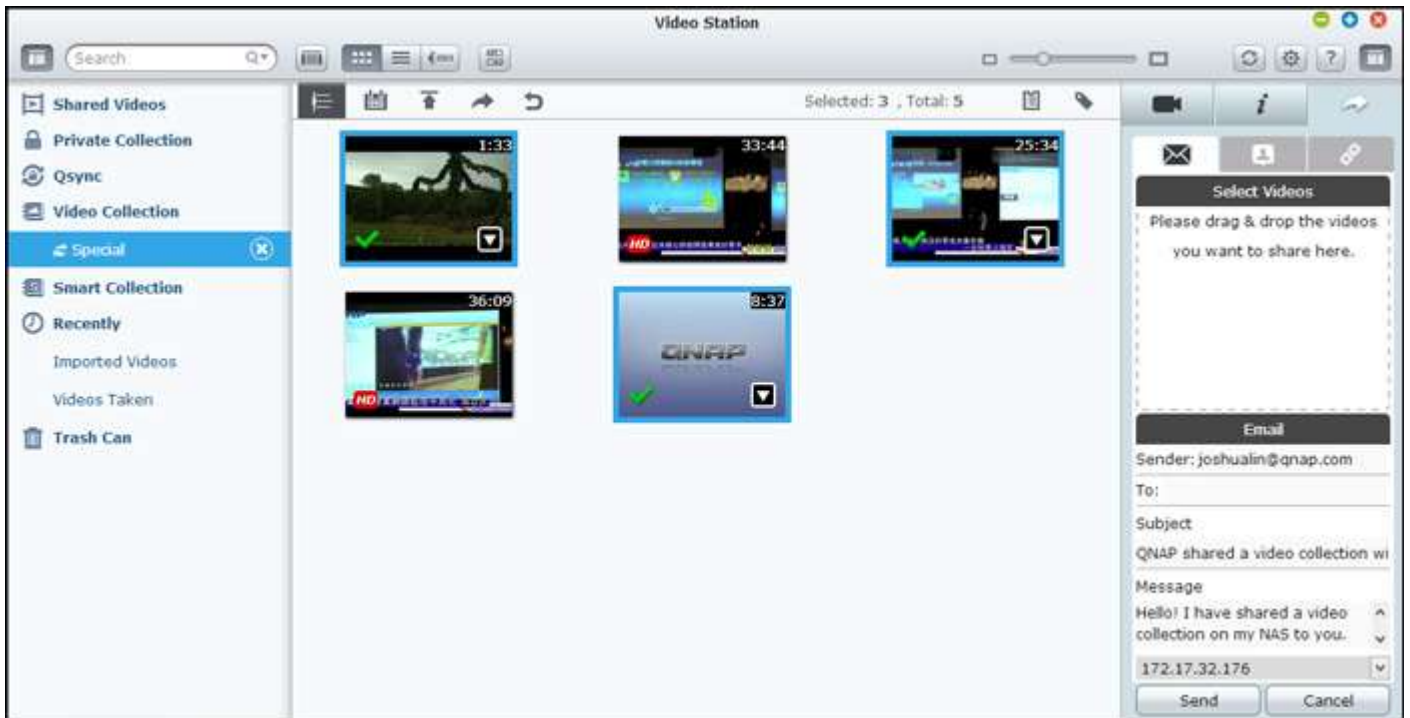 Video Station
Search
Selected: 3 , Total: 5
Shared Videos
Private Collection
Qsync
Video Collection
Special
Smart Collection
Recently
Imported Videos
Videos Taken
Trash Can
1:33
33:44
HD
25:34
36:09
HD
8:37
QNAP
i
Select Videos
Please drag & drop the videos
you want to share here.
Email
Sender: joshualin@qnap.com
To:
Subject
QNAP shared a video collection wi
Message
Hello! I have shared a video
collection on my NAS to you.
172.17.32.176
Send
Cancel